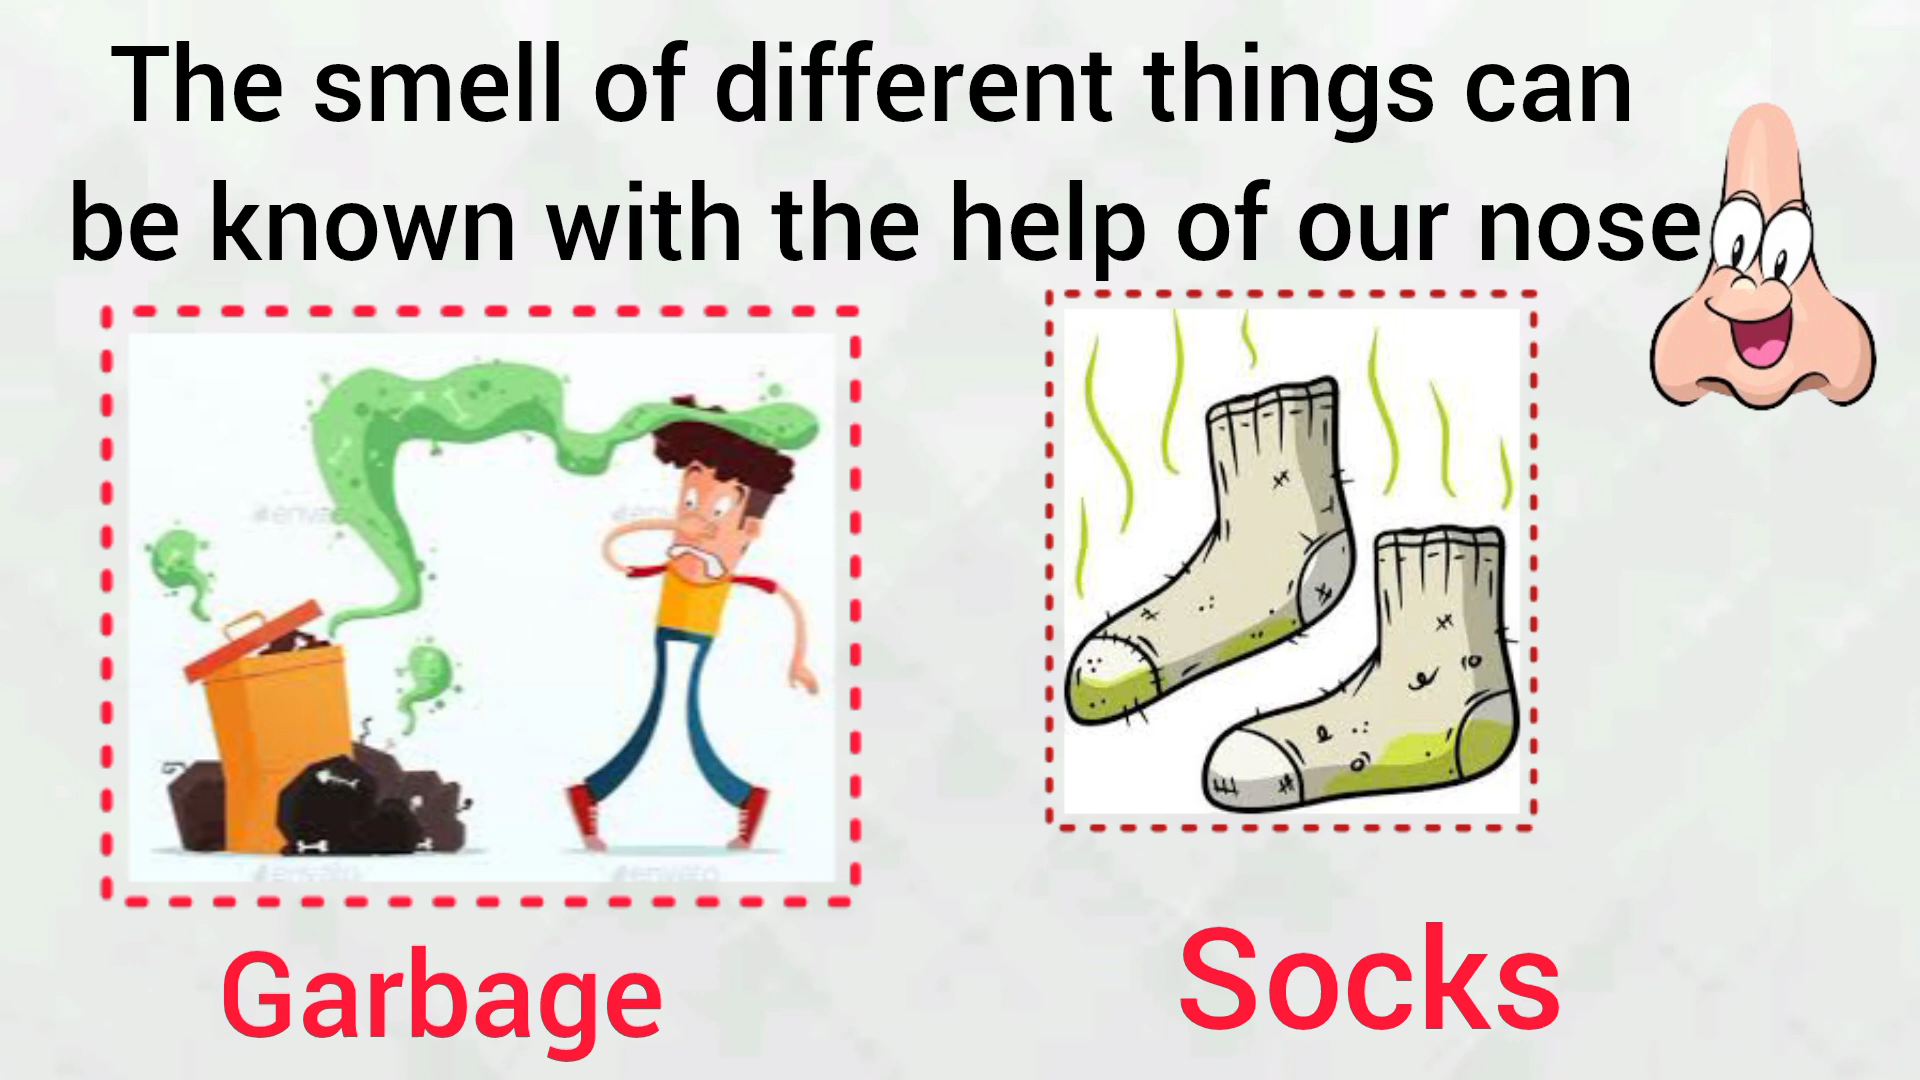 The smell of different things can
be known with the help of our nose
Garbage
Socks